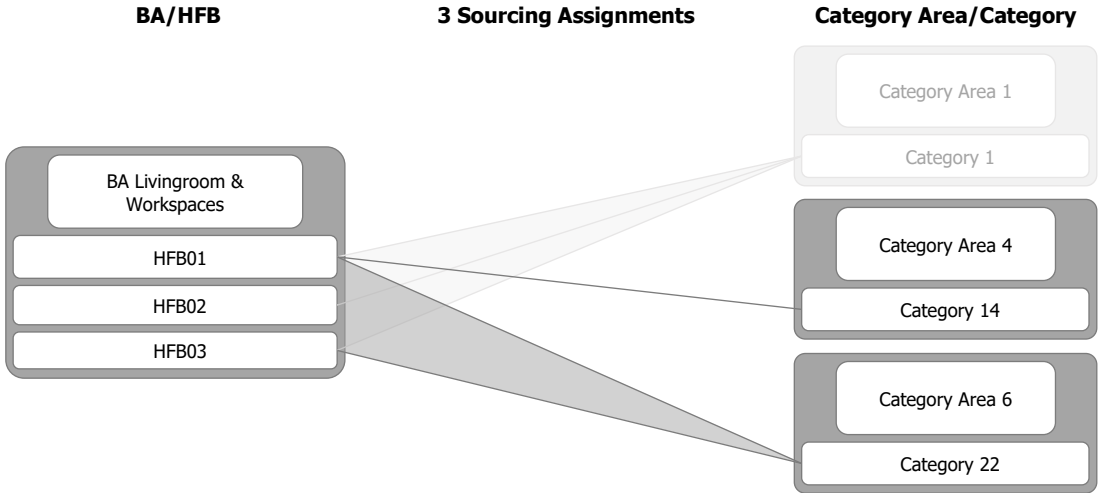 BA/HFB
3 Sourcing Assignments
Category Area/Category
Category Area 1
Category 1
BA Livingroom &
Workspaces
HFB01
HFB02
HFB03
Category Area 4
Category 14
Category Area 6
Category 22